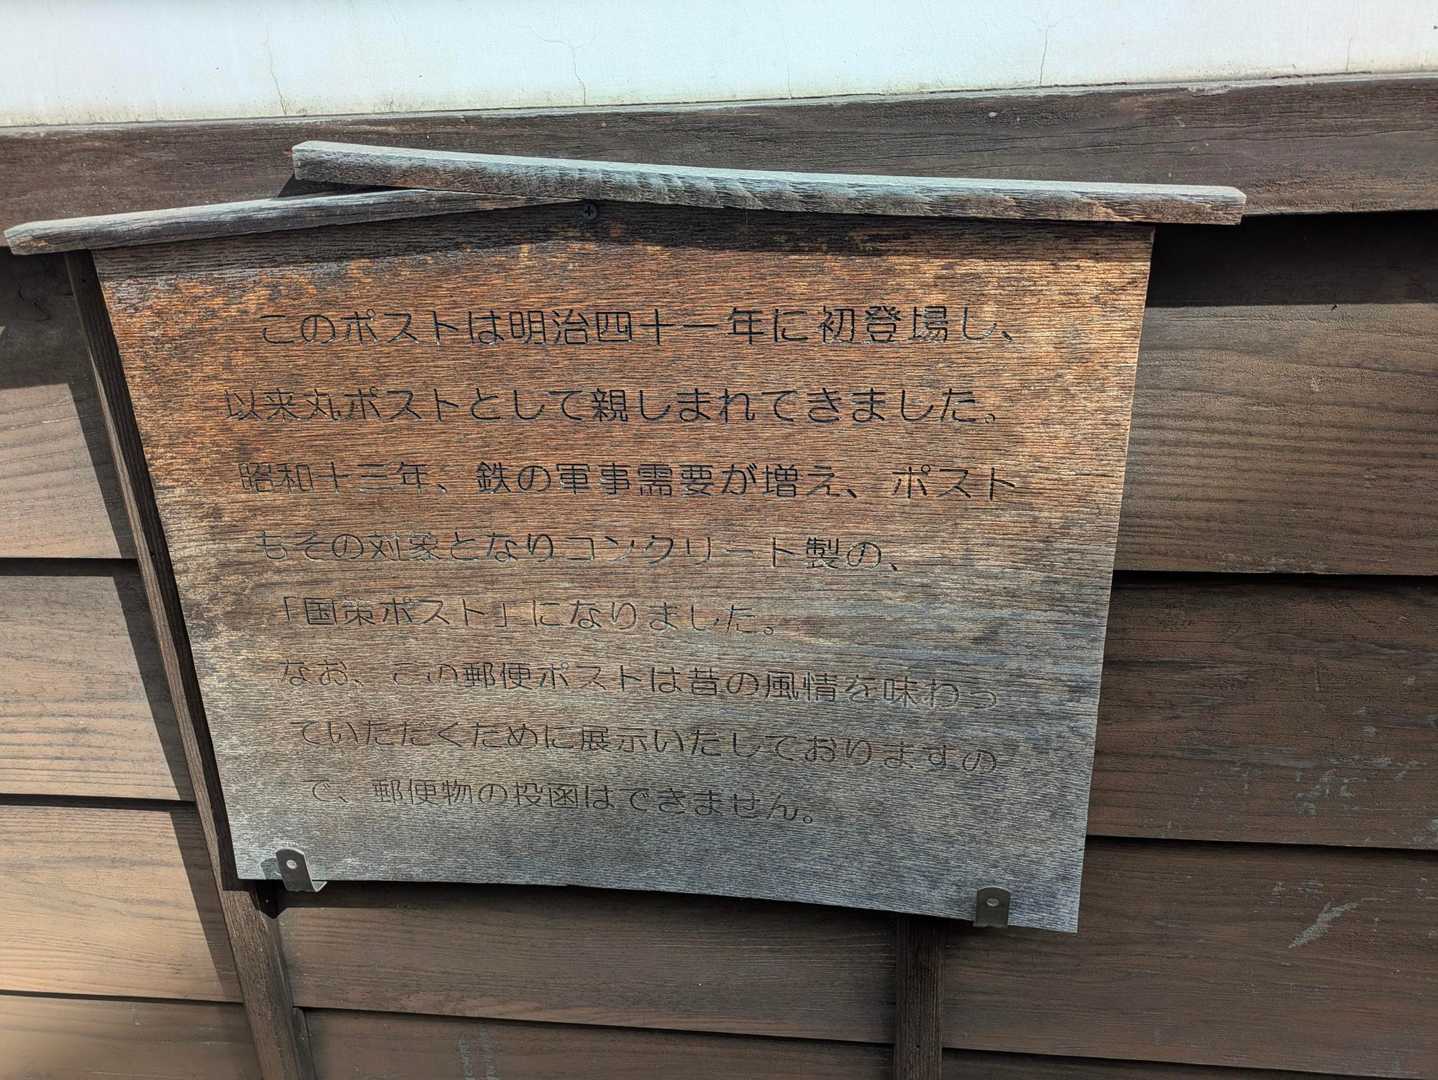 このポストは明治四十一年に初登場し、
以来丸ポストとして親しまれてきました。
昭和十三年、鉄の軍事需要が増え、ポスト
もその対象となりコンクリート製の、
「国策ポスト」になりました。
なお、この郵便ポストは昔の風情を味わっ
ていただくために展示いたしておりますの
で、郵便物の投函はできません。